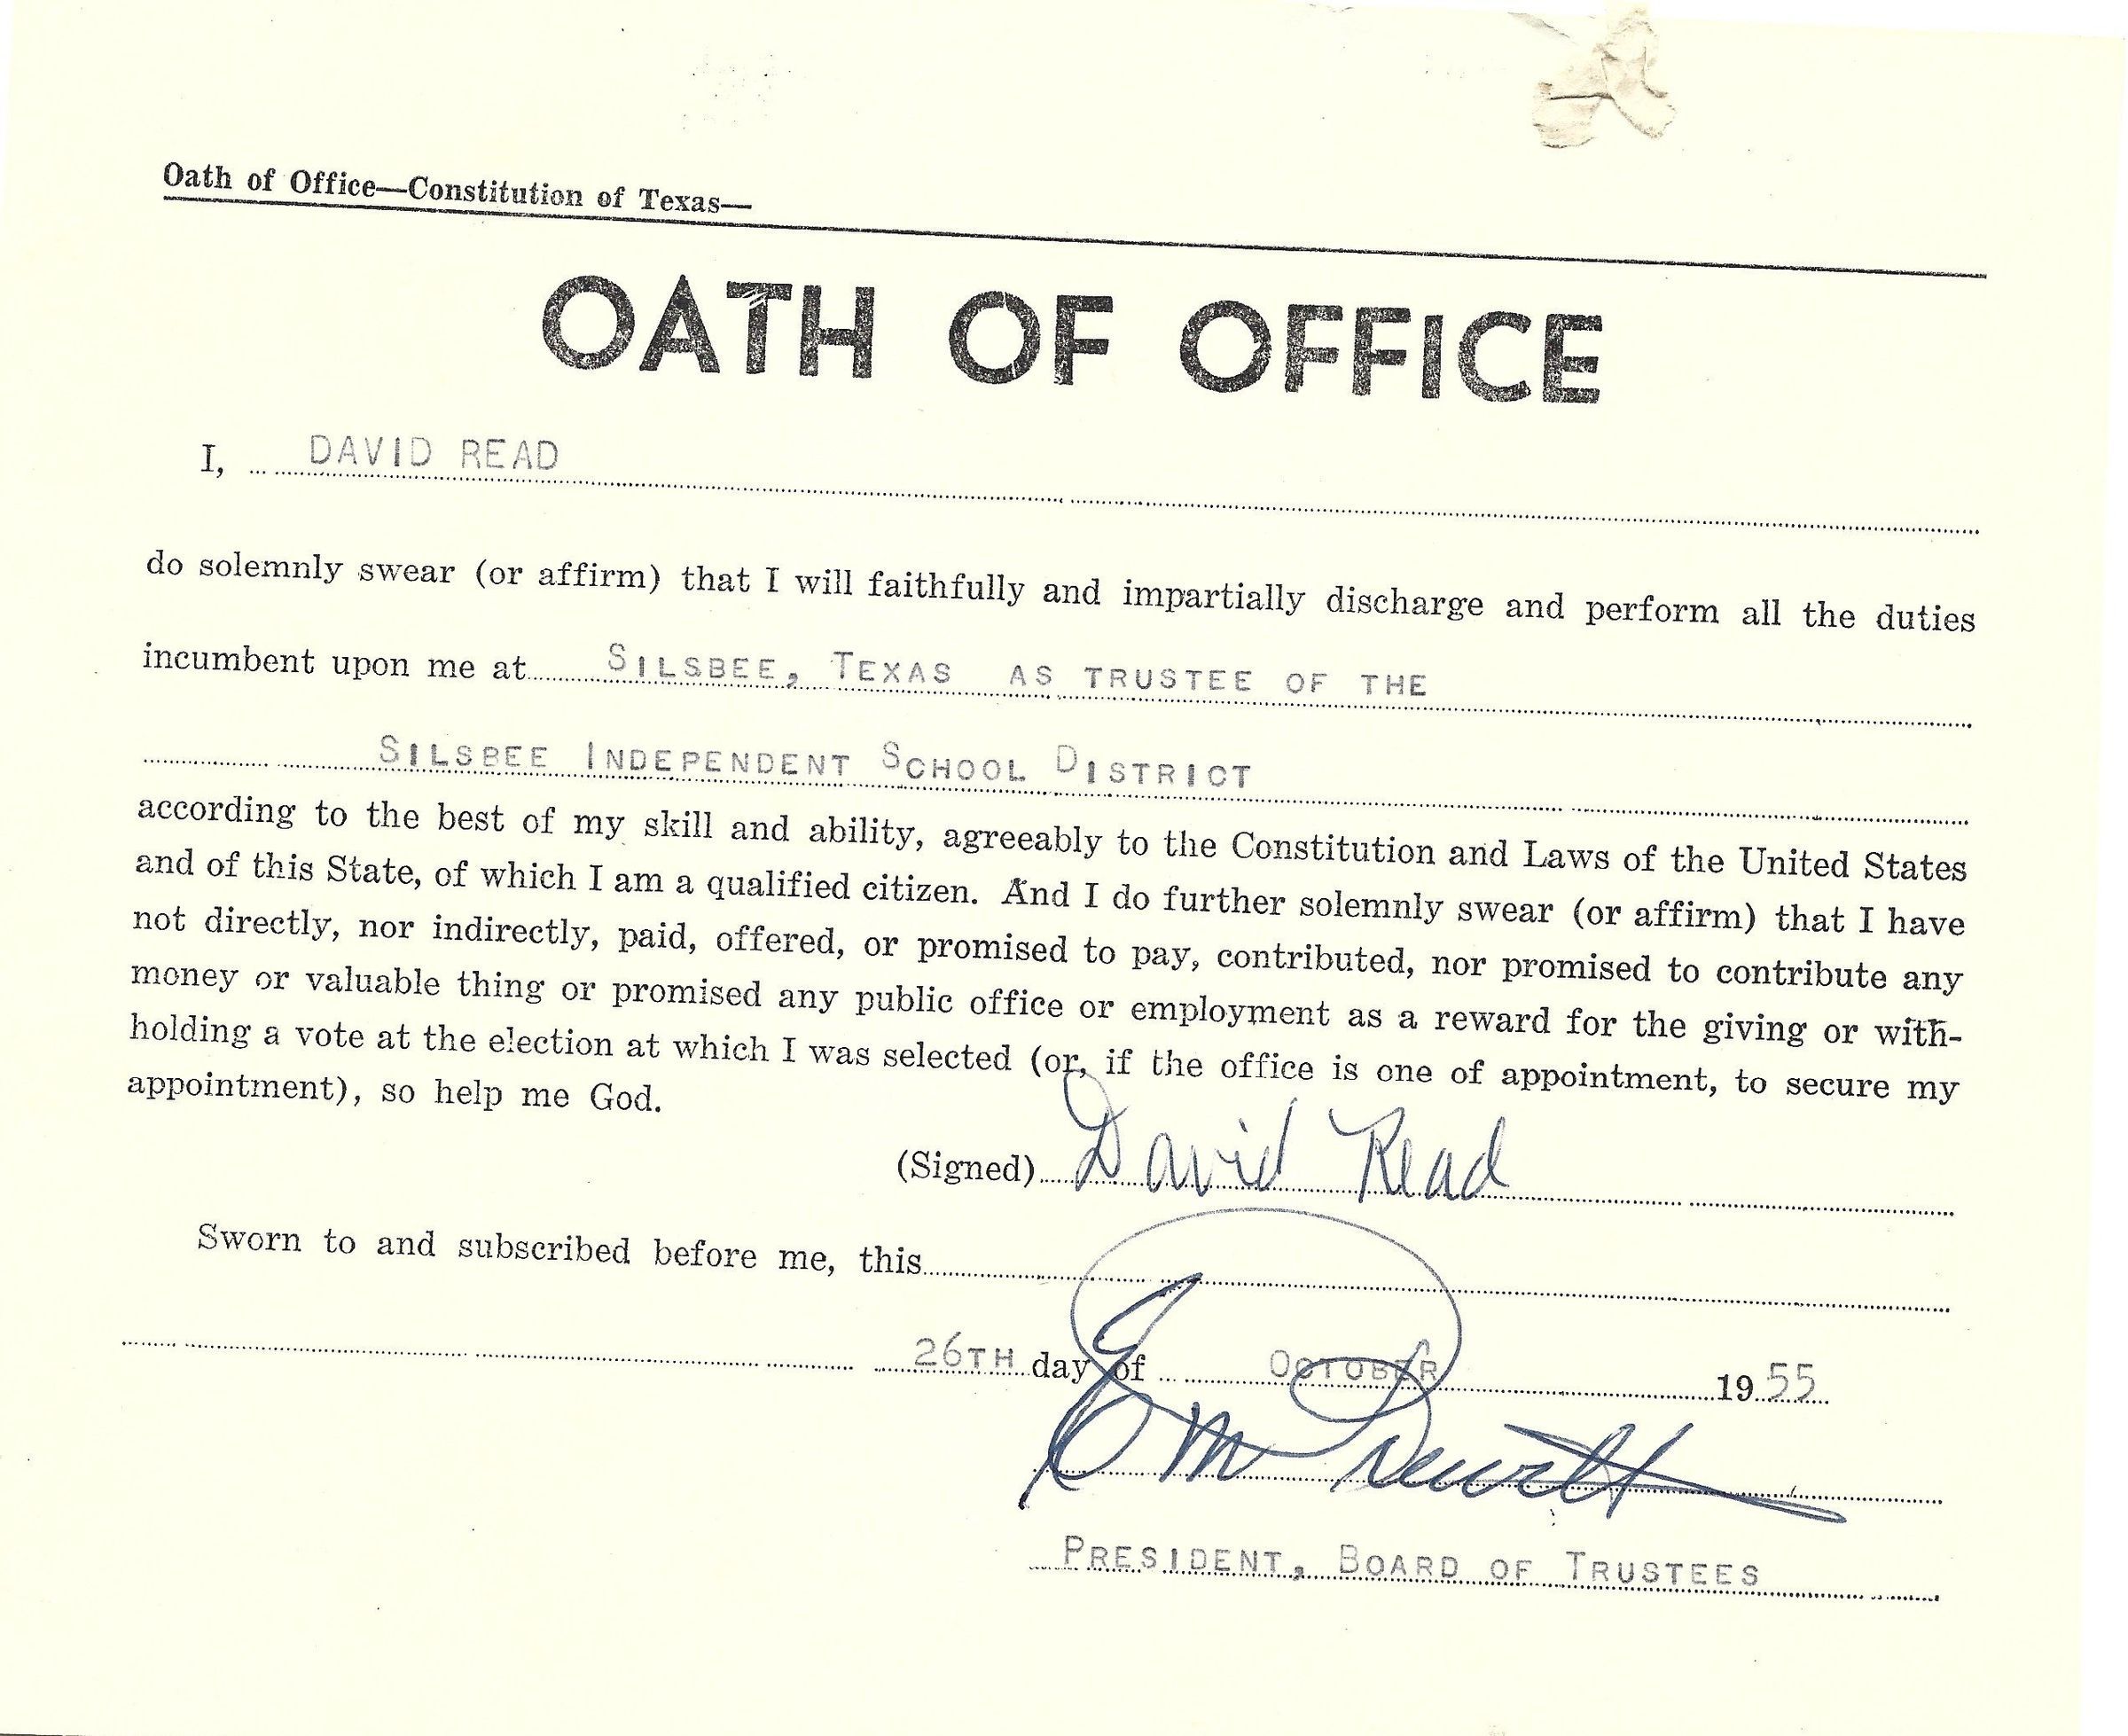 Oath of Office—Constitution of Texas—
OATH OF OFFICE
I, DAVID READ
do solemnly swear (or affirm) that I will faithfully and impartially discharge and perform all the duties
incumbent upon me at SILSBEE, TEXAS AS TRUSTEE OF THE
SILSBEE INDEPENDENT SCHOOL DISTRICT
according to the best of my skill and ability, agreeably to the Constitution and Laws of the United States
and of this State, of which I am a qualified citizen. And I do further solemnly swear (or affirm) that I have
not directly, nor indirectly, paid, offered, or promised to pay, contributed, nor promised to contribute any
money or valuable thing or promised any public office or employment as a reward for the giving or with-
holding a vote at the election at which I was selected (or, if the office is one of appointment, to secure my
appointment), so help me God.
(Signed) David Read
Sworn to and subscribed before me, this
26TH day of OCTOBER 1955
E M Dewitt
PRESIDENT, BOARD OF TRUSTEES